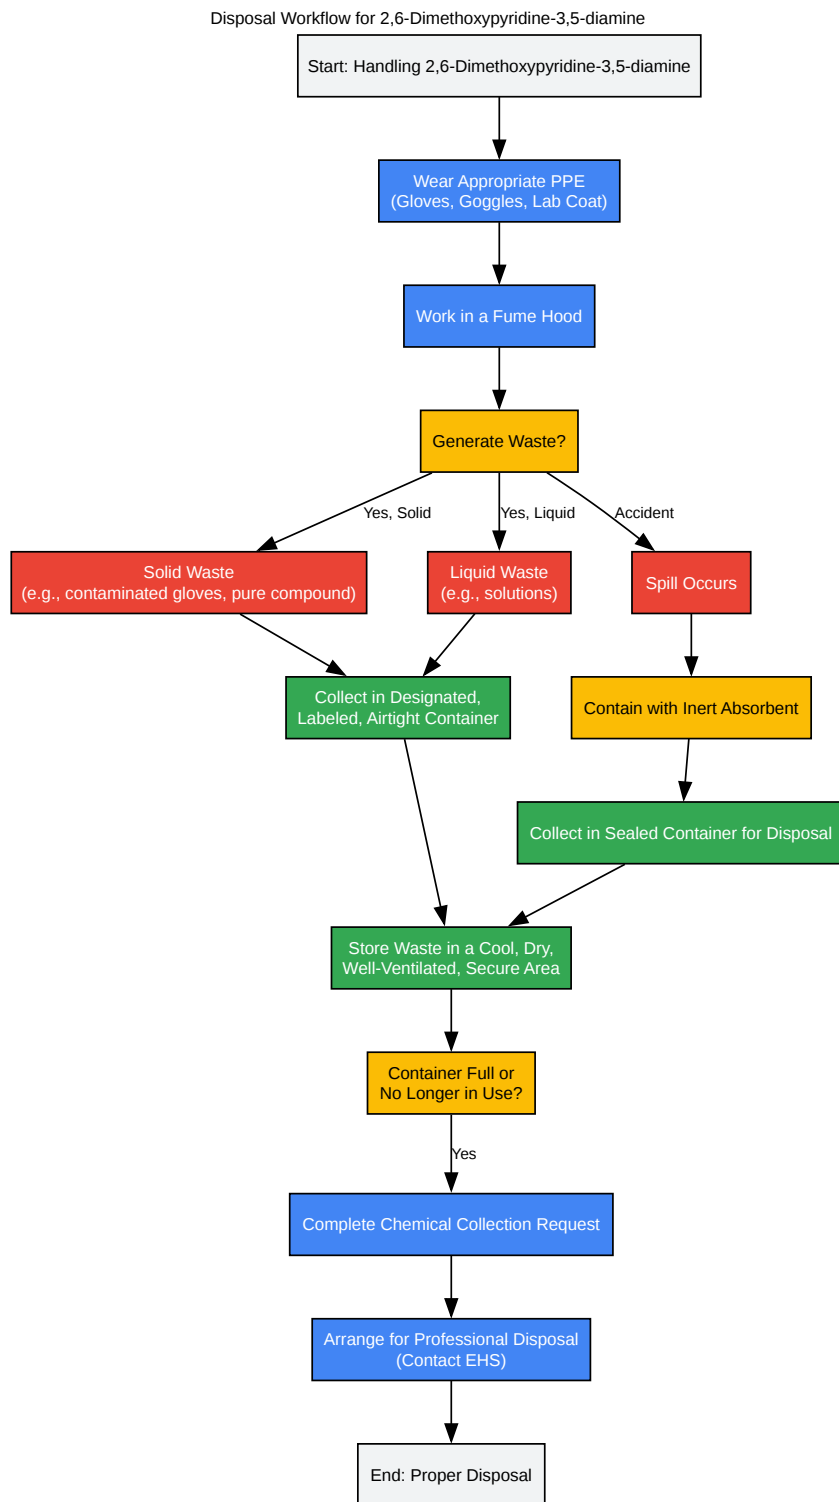 Disposal Workflow for 2,6-Dimethoxypyridine-3,5-diamine
Start: Handling 2,6-Dimethoxypyridine-3,5-diamine
Wear Appropriate PPE
(Gloves, Goggles, Lab Coat)
Work in a Fume Hood
Generate Waste?
Yes, Solid
Yes, Liquid
Accident
Solid Waste
(e.g., contaminated gloves, pure compound)
Liquid Waste
(e.g., solutions)
Spill Occurs
Collect in Designated,
Labeled, Airtight Container
Contain with Inert Absorbent
Collect in Sealed Container for Disposal
Store Waste in a Cool, Dry,
Well-Ventilated, Secure Area
Container Full or
No Longer in Use?
Yes
Complete Chemical Collection Request
Arrange for Professional Disposal
(Contact EHS)
End: Proper Disposal